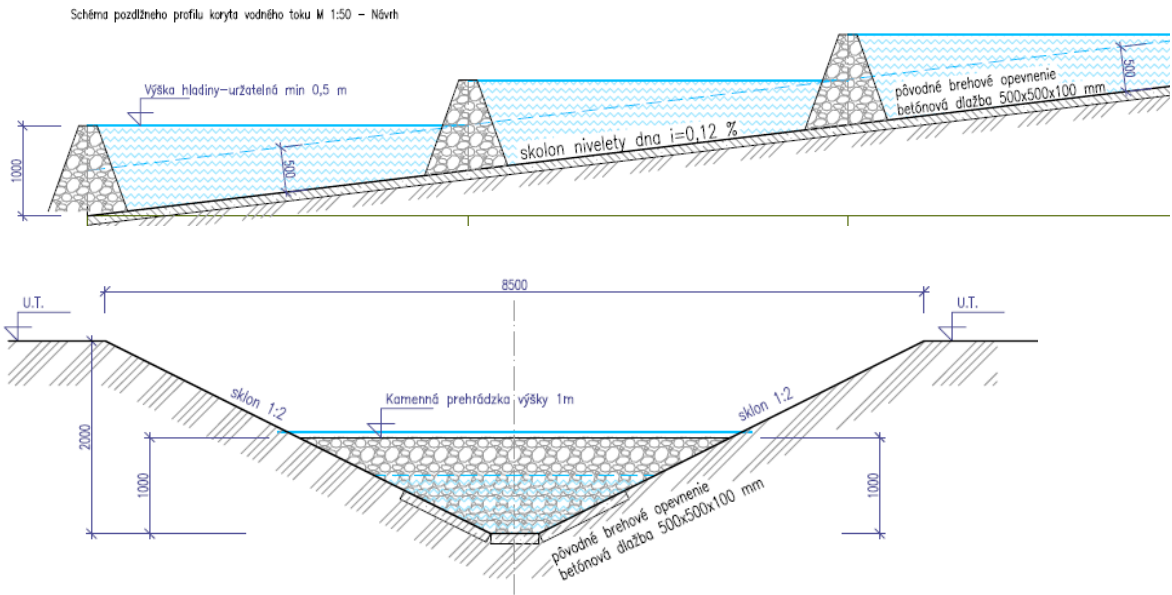 Schéma pozdĺžneho profilu koryta vodného toku M 1:50 – Návrh
Výška hladiny-uržatelná min 0,5 m
1000
500
skolon nivelety dna i=0,12 %
pôvodné brehové opevnenie
betónová dlažba 500x500x100 mm
500
8500
U.T.
U.T.
sklon 1:2
Kamenná prehrádzka výšky 1m
sklon 1:2
2000
1000
1000
pôvodné brehové opevnenie
betónová dlažba 500x500x100 mm